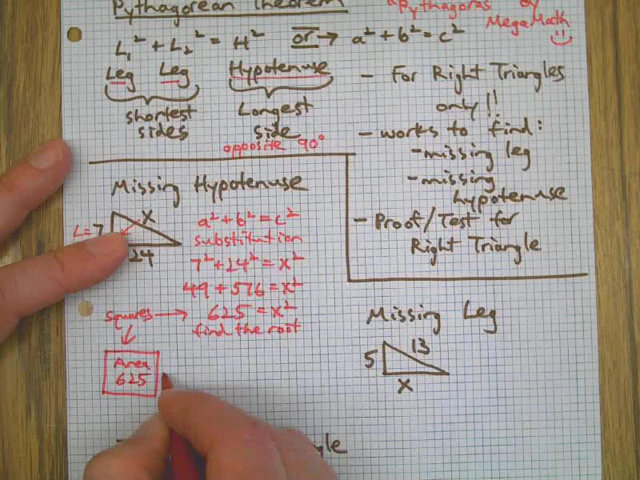 Pythagorean Theorem
Pythagoras by
MegaMath
L₁² + L₂² = H² or → a² + b² = c²
Leg Leg Hypotenuse
shortest sides
Longest side
opposite 90°
- For Right Triangles
only!!
- works to find:
- missing leg
- missing
hypotenuse
- Proof/Test for
Right Triangle
Missing Hypotenuse
L=7 X
24
a² + b² = c²
substitution
7² + 24² = x²
49 + 576 = x²
squares → 625 = x²
find the root
Area
625
Missing Leg
5 13
X